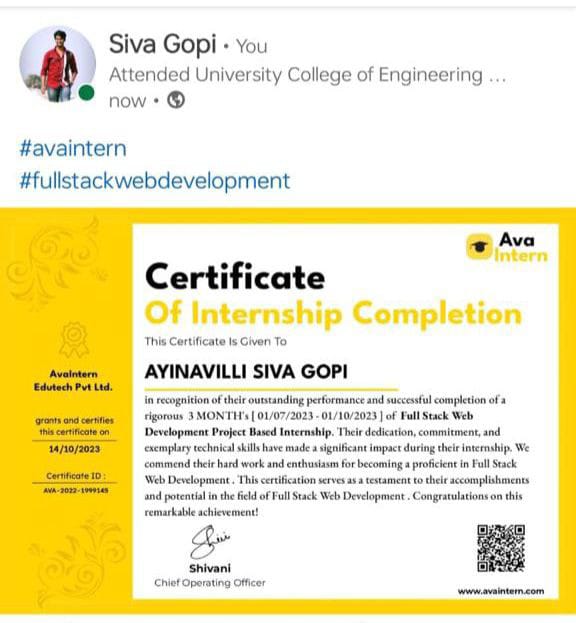 Siva Gopi • You
Attended University College of Engineering ...
now •
#avaintern
#fullstackwebdevelopment
Ava
Intern
Certificate
Of Internship Completion
This Certificate Is Given To
AYINAVILLI SIVA GOPI
in recognition of their outstanding performance and successful completion of a
rigorous 3 MONTH's [ 01/07/2023 - 01/10/2023 ] of Full Stack Web
Development Project Based Internship. Their dedication, commitment, and
exemplary technical skills have made a significant impact during their internship. We
commend their hard work and enthusiasm for becoming a proficient in Full Stack
Web Development . This certification serves as a testament to their accomplishments
and potential in the field of Full Stack Web Development . Congratulations on this
remarkable achievement!
AvaIntern
Edutech Pvt Ltd.
grants and certifies
this certificate on
14/10/2023
Certificate ID :
AVA-2022-1999145
Shivani
Chief Operating Officer
www.avaintern.com